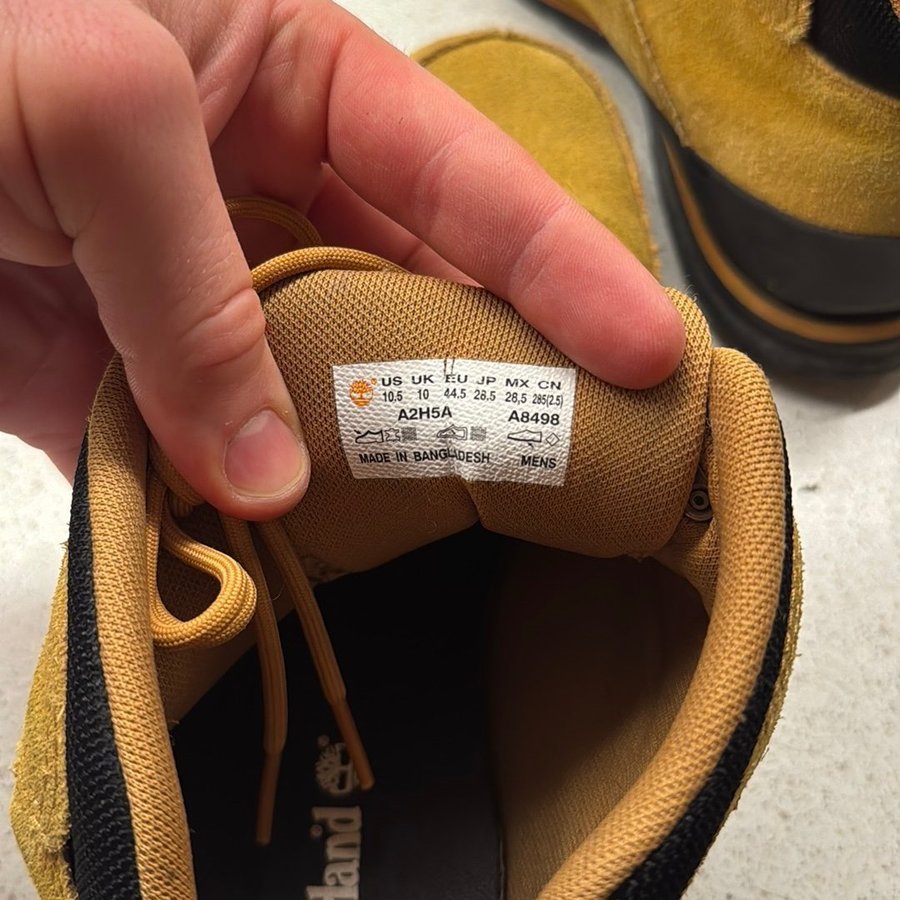 US UK EU JP MX CN
10.5 10 44.5 28.5 28,5 285(2.5)
A2H5A A8498
MADE IN BANGLADESH MENS
land